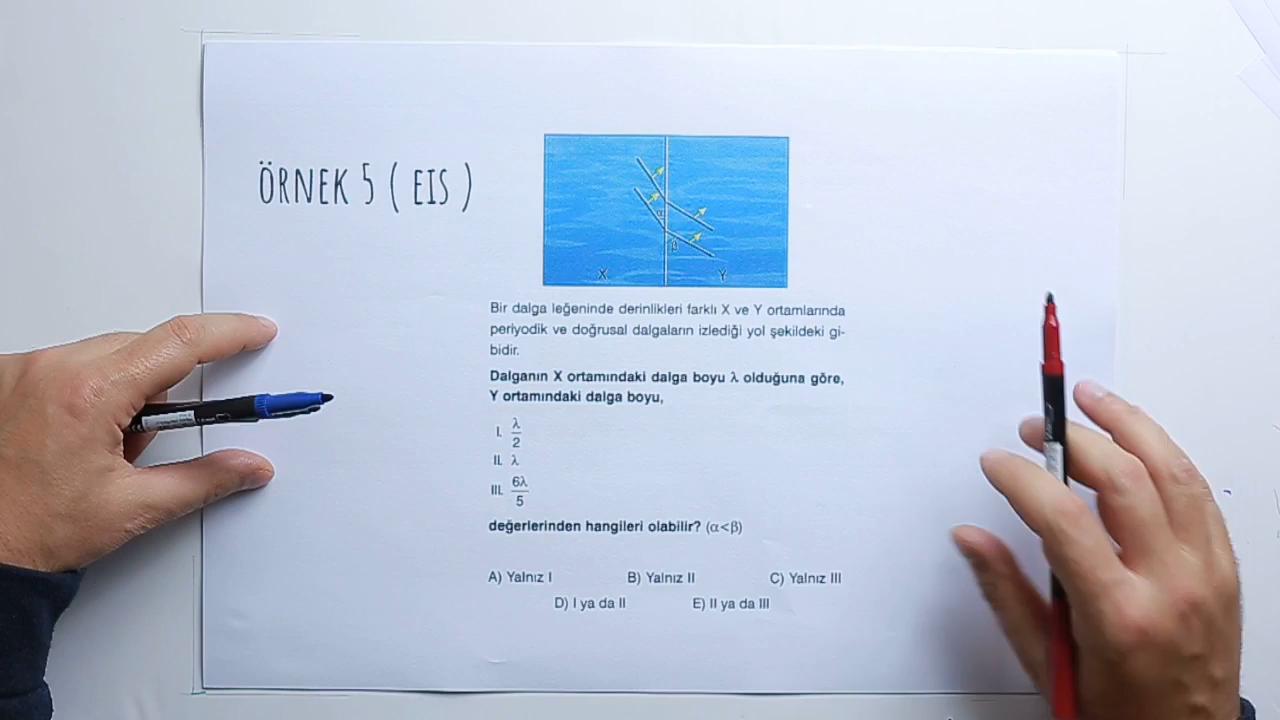 ÖRNEK 5 ( EIS )
α
β
X Y
Bir dalga leğeninde derinlikleri farklı X ve Y ortamlarında
periyodik ve doğrusal dalgaların izlediği yol şekildeki gi-
bidir.
Dalganın X ortamındaki dalga boyu λ olduğuna göre,
Y ortamındaki dalga boyu,
I. λ/2
II. λ
III. 6λ/5
değerlerinden hangileri olabilir? (α<β)
A) Yalnız I B) Yalnız II C) Yalnız III
D) I ya da II E) II ya da III